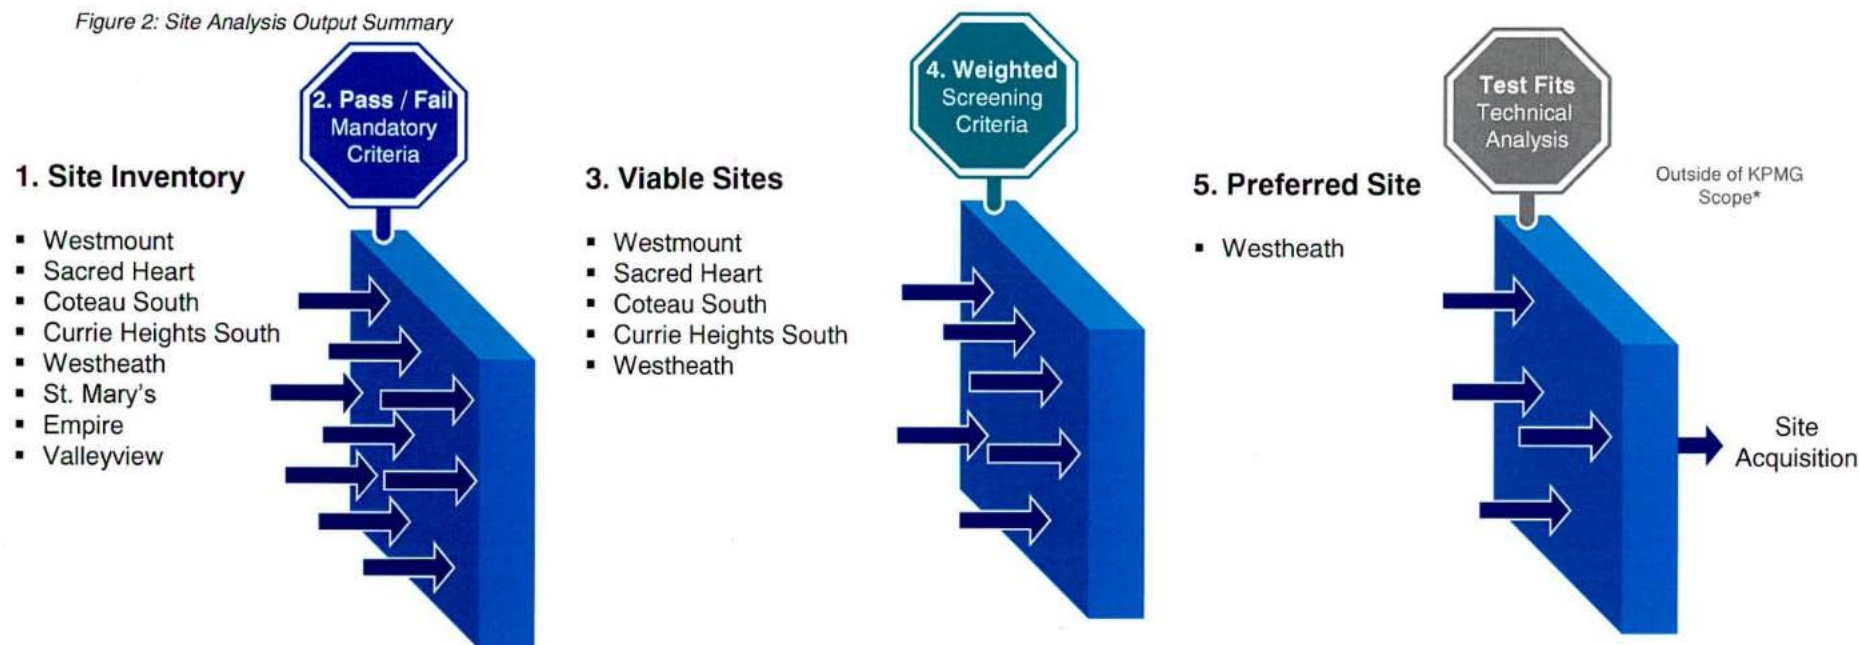 Figure 2: Site Analysis Output Summary
2. Pass / Fail
Mandatory
Criteria
1. Site Inventory
▪ Westmount
▪ Sacred Heart
▪ Coteau South
▪ Currie Heights South
▪ Westheath
▪ St. Mary's
▪ Empire
▪ Valleyview
4. Weighted
Screening
Criteria
3. Viable Sites
▪ Westmount
▪ Sacred Heart
▪ Coteau South
▪ Currie Heights South
▪ Westheath
Test Fits
Technical
Analysis
5. Preferred Site
▪ Westheath
Outside of KPMG
Scope*
Site
Acquisition